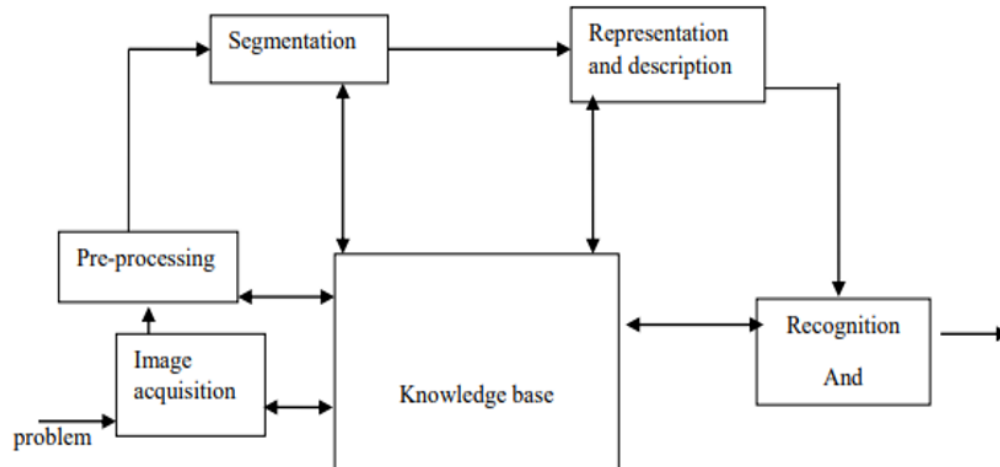 Segmentation
Representation
and description
Pre-processing
Image
acquisition
problem
Knowledge base
Recognition
And